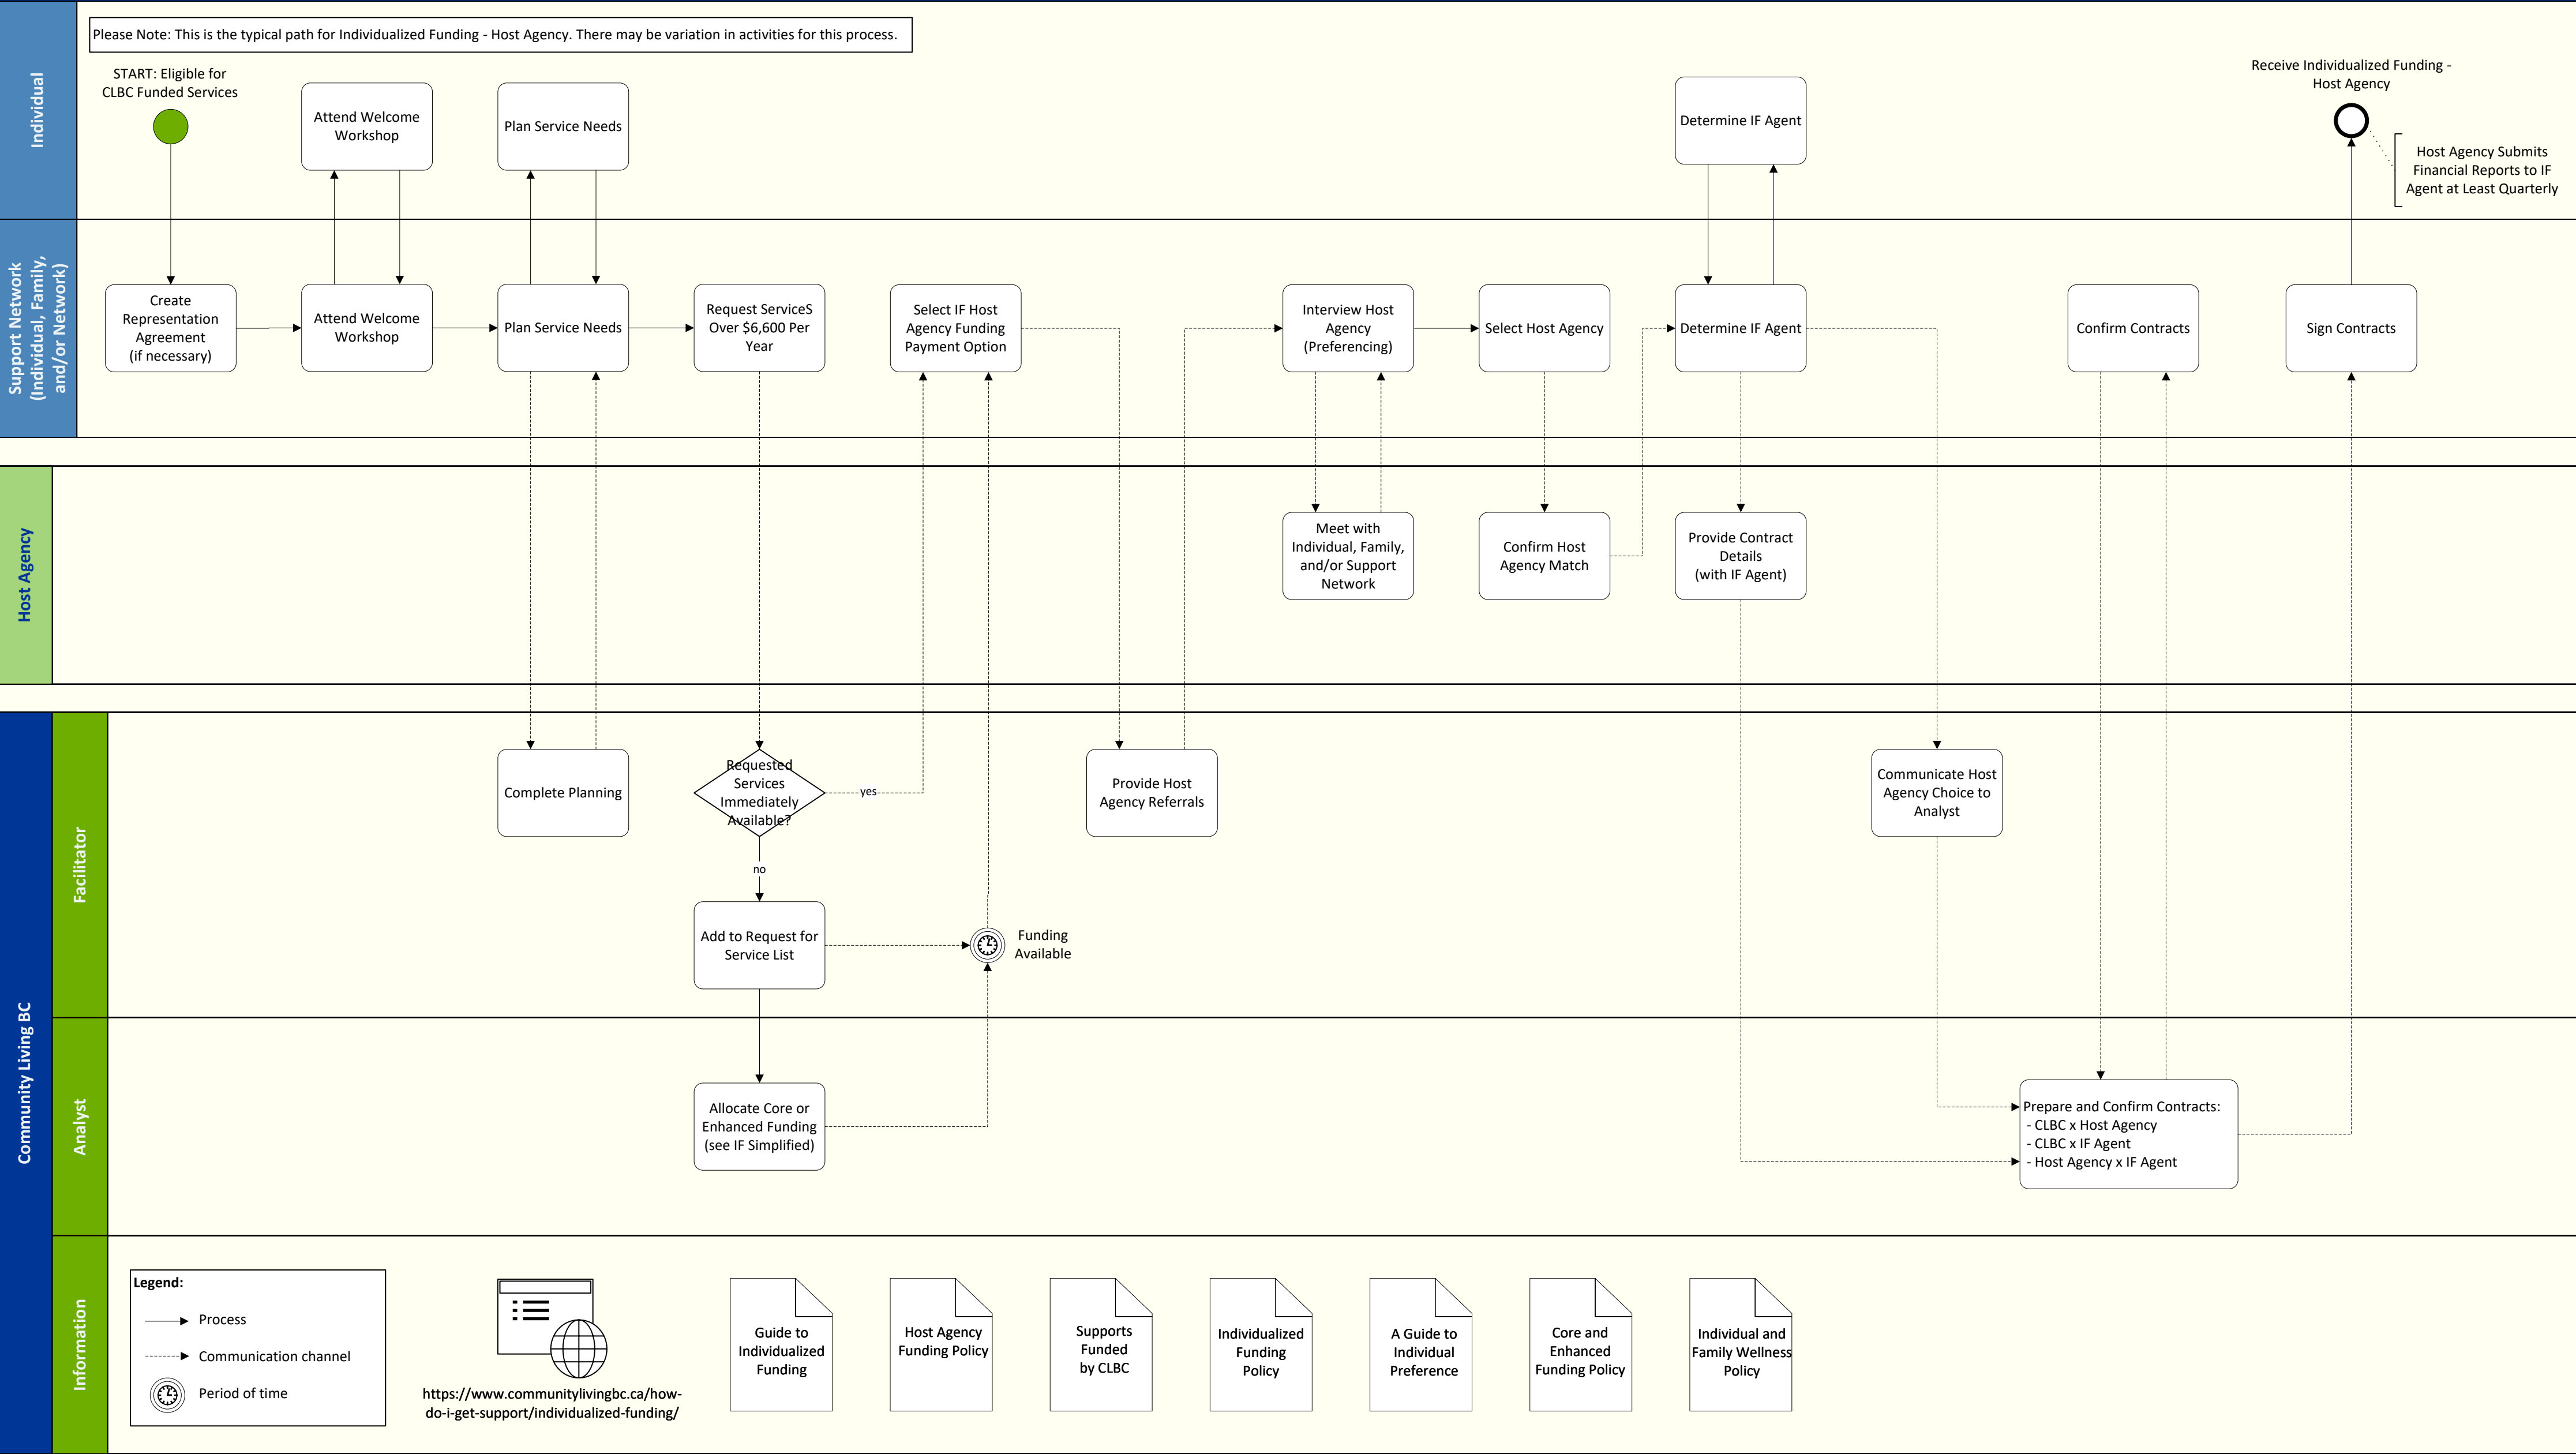 Please Note: This is the typical path for Individualized Funding - Host Agency. There may be variation in activities for this process.
Individual
START: Eligible for
CLBC Funded Services
Attend Welcome
Workshop
Plan Service Needs
Determine IF Agent
Receive Individualized Funding -
Host Agency
Host Agency Submits
Financial Reports to IF
Agent at Least Quarterly
Support Network
(Individual, Family,
and/or Network)
Create
Representation
Agreement
(if necessary)
Attend Welcome
Workshop
Plan Service Needs
Request ServiceS
Over $6,600 Per
Year
Select IF Host
Agency Funding
Payment Option
Interview Host
Agency
(Preferencing)
Select Host Agency
Determine IF Agent
Confirm Contracts
Sign Contracts
Host Agency
Meet with
Individual, Family,
and/or Support
Network
Confirm Host
Agency Match
Provide Contract
Details
(with IF Agent)
Community Living BC
Facilitator
Complete Planning
Requested
Services
Immediately
Available?
yes
no
Provide Host
Agency Referrals
Communicate Host
Agency Choice to
Analyst
Add to Request for
Service List
Funding
Available
Analyst
Allocate Core or
Enhanced Funding
(see IF Simplified)
Prepare and Confirm Contracts:
- CLBC x Host Agency
- CLBC x IF Agent
- Host Agency x IF Agent
Information
Legend:
Process
Communication channel
Period of time
https://www.communitylivingbc.ca/how-
do-i-get-support/individualized-funding/
Guide to
Individualized
Funding
Host Agency
Funding Policy
Supports
Funded
by CLBC
Individualized
Funding
Policy
A Guide to
Individual
Preference
Core and
Enhanced
Funding Policy
Individual and
Family Wellness
Policy